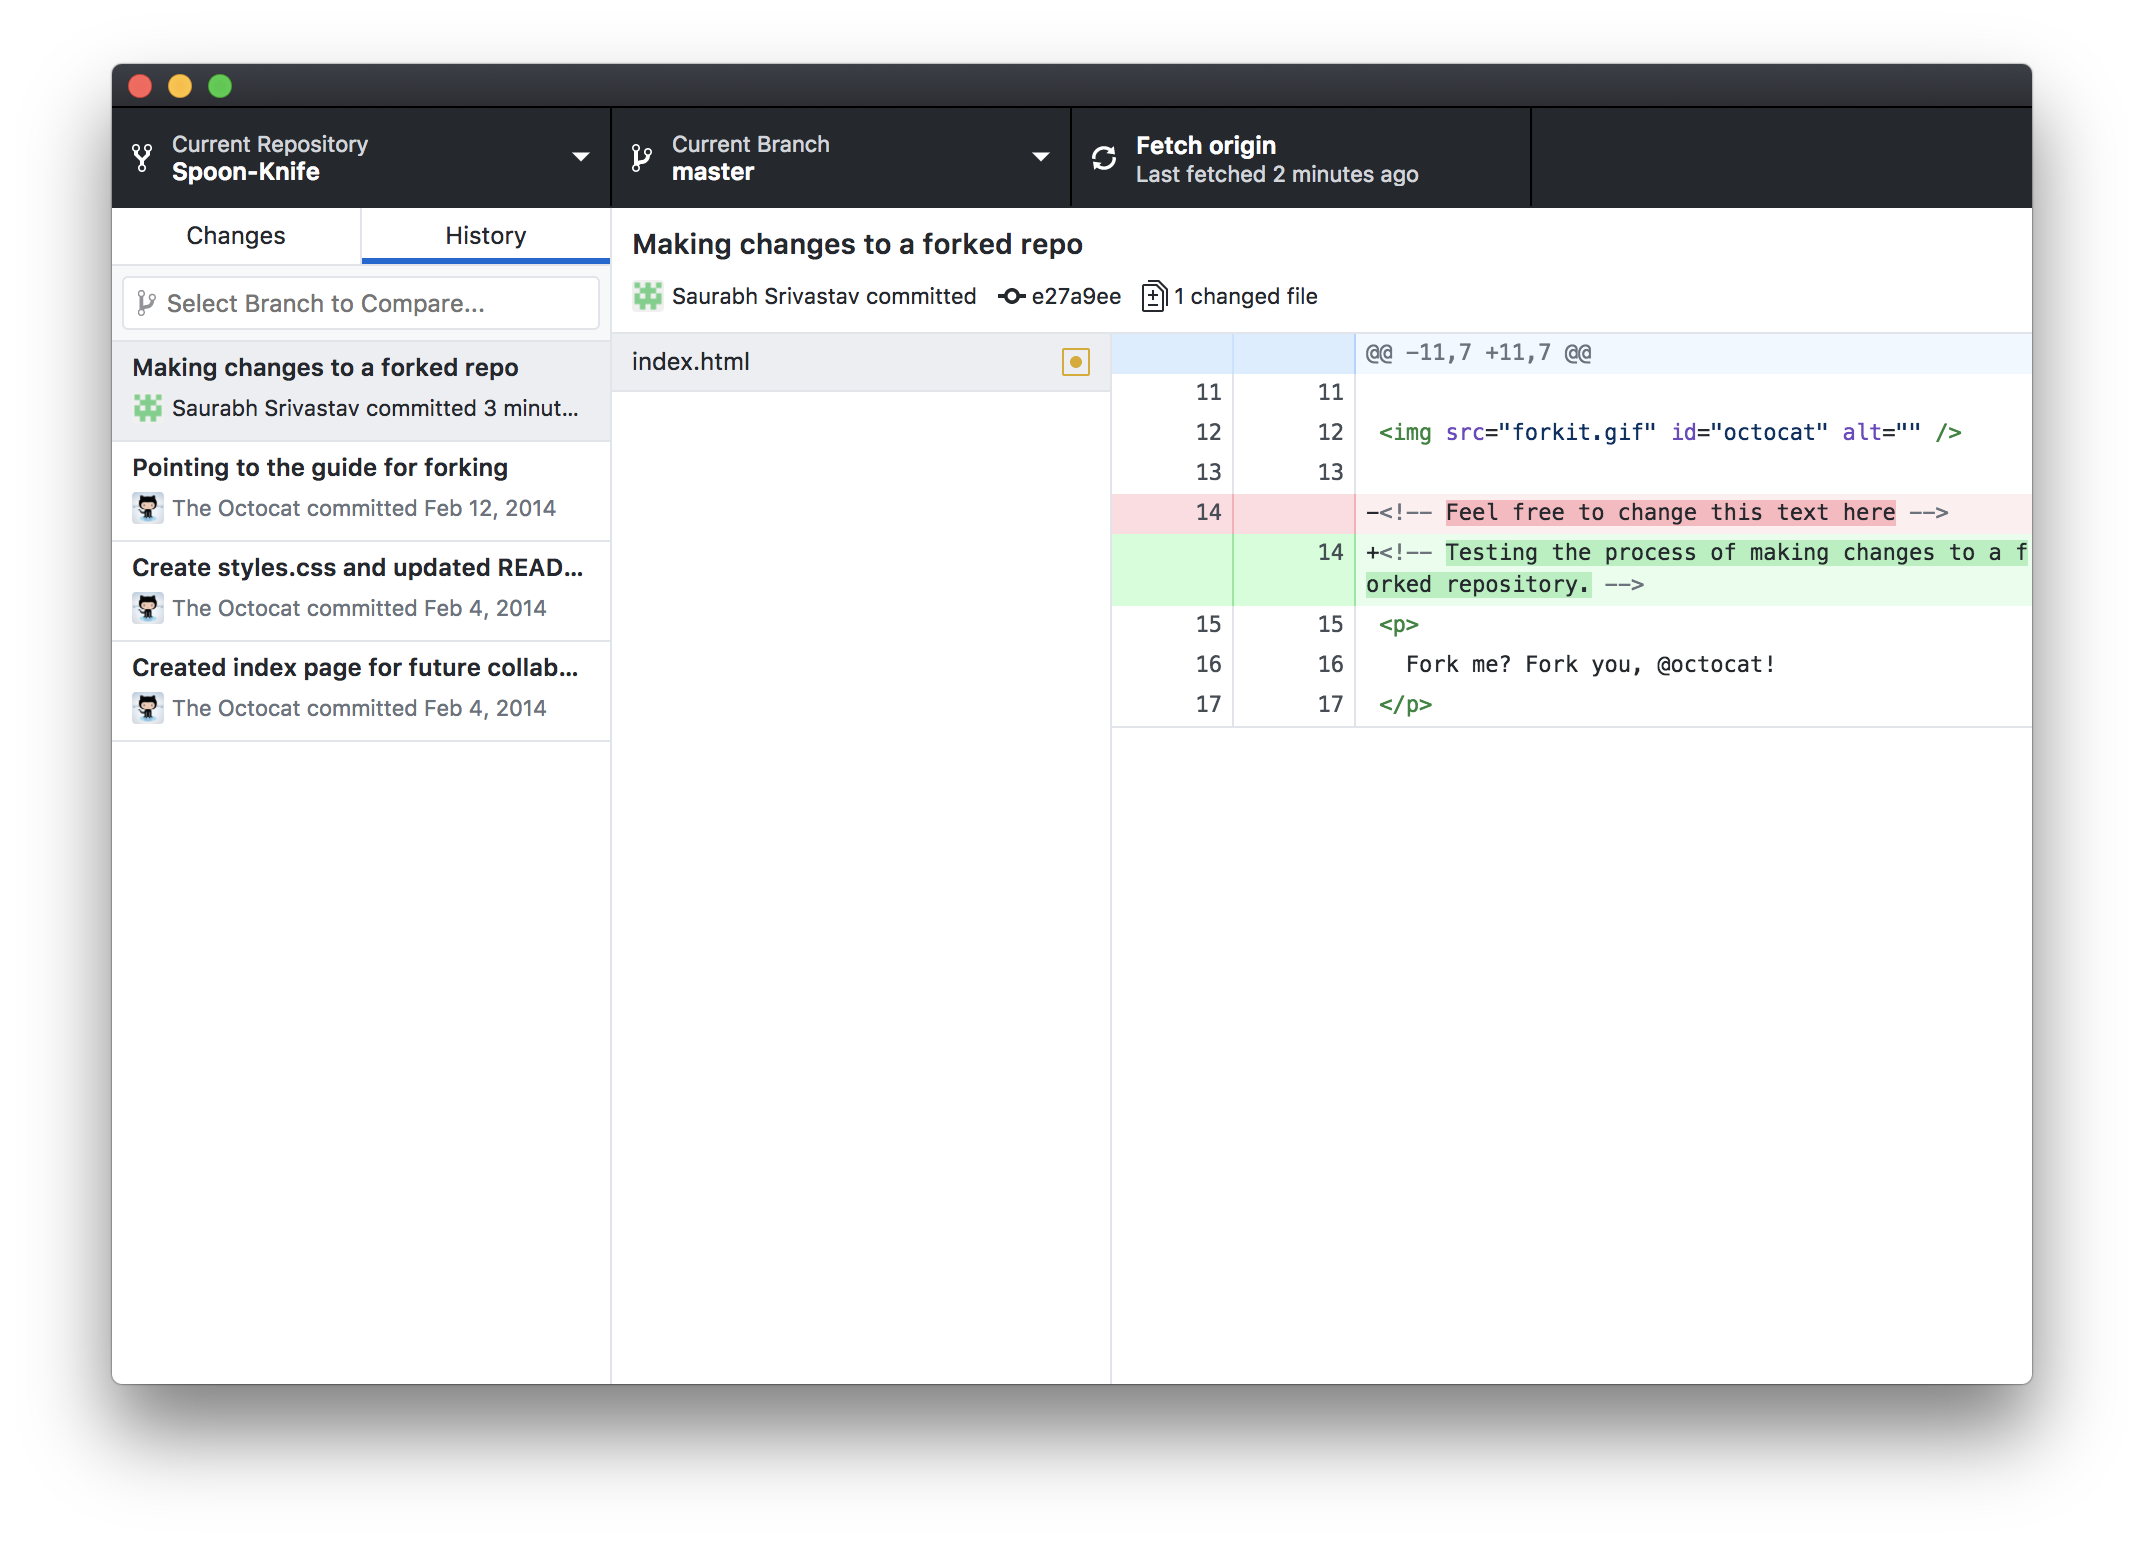 Current Repository
Spoon-Knife
Current Branch
master
Fetch origin
Last fetched 2 minutes ago
Changes
History
Select Branch to Compare...
Making changes to a forked repo
Saurabh Srivastav committed 3 minut...
Pointing to the guide for forking
The Octocat committed Feb 12, 2014
Create styles.css and updated READ...
The Octocat committed Feb 4, 2014
Created index page for future collab...
The Octocat committed Feb 4, 2014
Making changes to a forked repo
Saurabh Srivastav committed e27a9ee 1 changed file
index.html
@@ -11,7 +11,7 @@
11 11
12 12 <img src="forkit.gif" id="octocat" alt="" />
13 13
14 -<!-- Feel free to change this text here -->
14 +<!-- Testing the process of making changes to a f
orked repository. -->
15 15 <p>
16 16 Fork me? Fork you, @octocat!
17 17 </p>